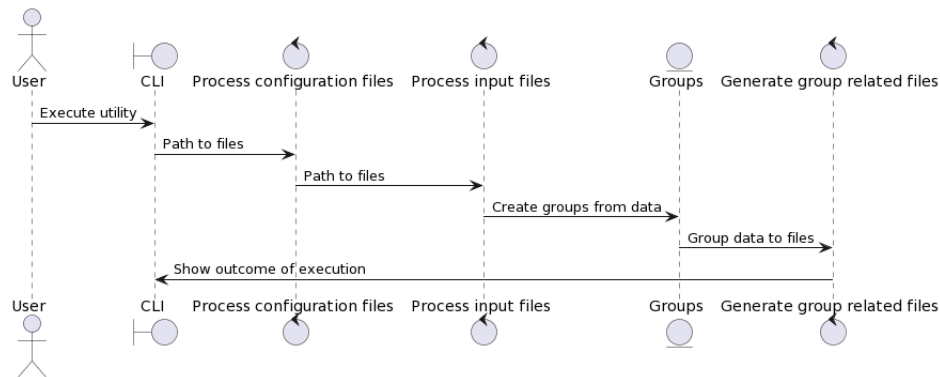 User
CLI
Process configuration files
Process input files
Groups
Generate group related files
Execute utility
Path to files
Path to files
Create groups from data
Group data to files
Show outcome of execution
User
CLI
Process configuration files
Process input files
Groups
Generate group related files